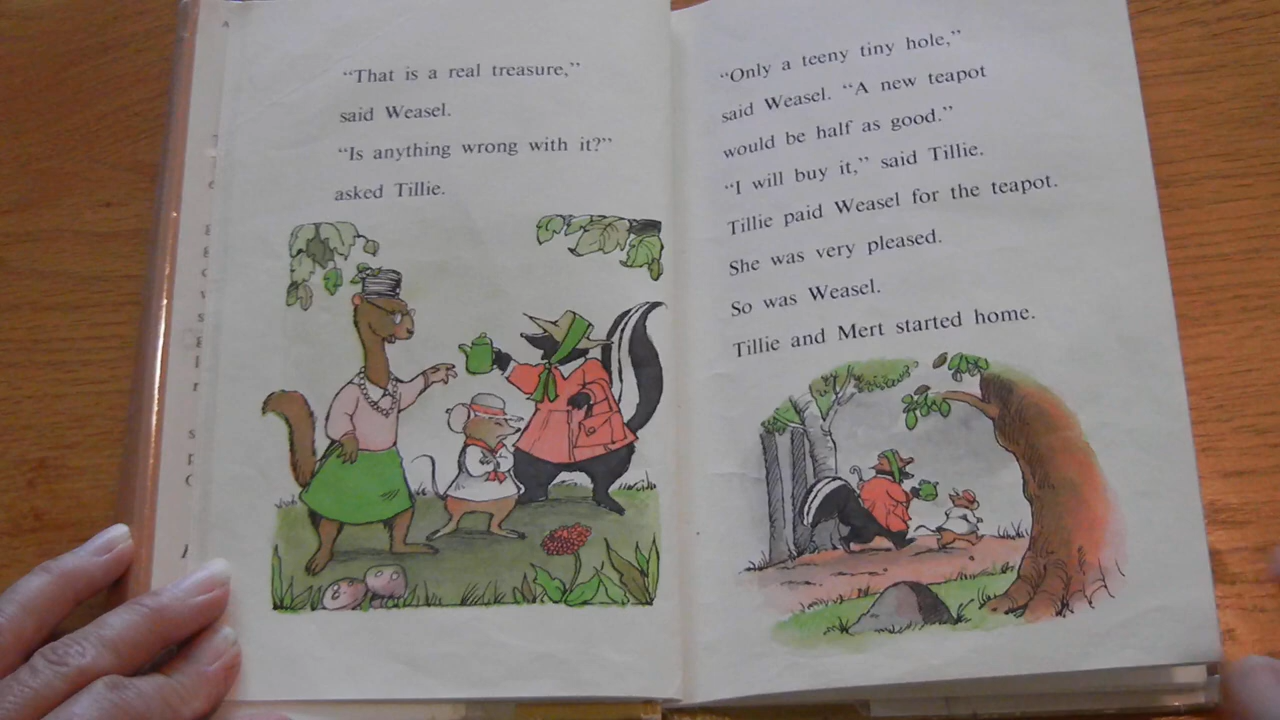 “That is a real treasure,”
said Weasel.
“Is anything wrong with it?”
asked Tillie.
“Only a teeny tiny hole,”
said Weasel. “A new teapot
would be half as good.”
“I will buy it,” said Tillie.
Tillie paid Weasel for the teapot.
She was very pleased.
So was Weasel.
Tillie and Mert started home.